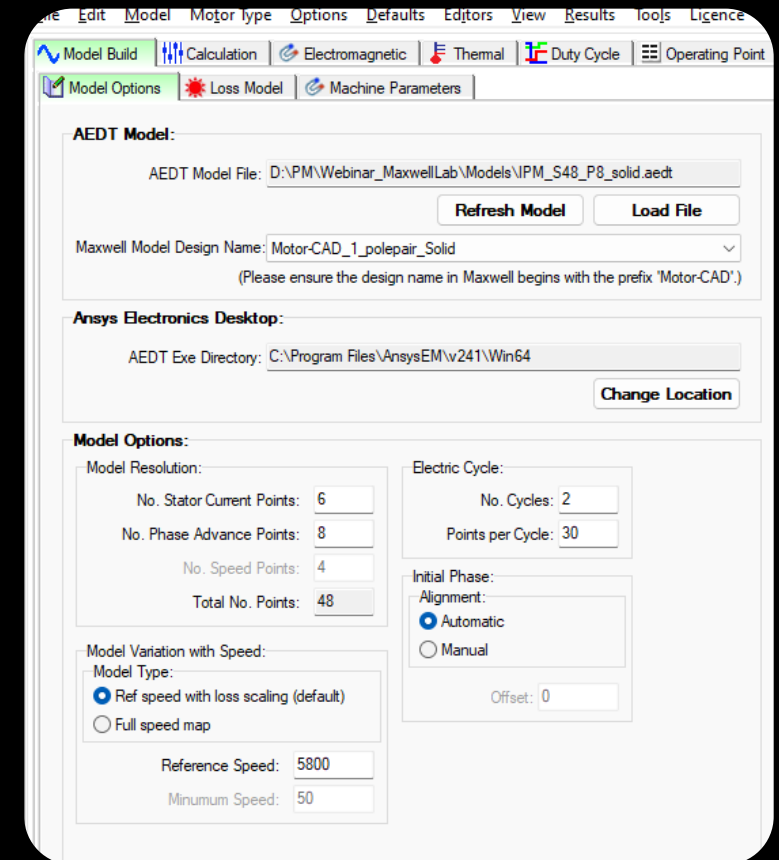 Edit Model Motor Type Options Defaults Editors View Results Tools Licence
Model Build Calculation Electromagnetic Thermal Duty Cycle Operating Point
Model Options Loss Model Machine Parameters
AEDT Model:
AEDT Model File: D:\PM\Webinar_MaxwellLab\Models\IPM_S48_P8_solid.aedt
Refresh Model Load File
Maxwell Model Design Name: Motor-CAD_1_polepair_Solid
(Please ensure the design name in Maxwell begins with the prefix 'Motor-CAD'.)
Ansys Electronics Desktop:
AEDT Exe Directory: C:\Program Files\AnsysEM\v241\Win64
Change Location
Model Options:
Model Resolution:
No. Stator Current Points: 6
No. Phase Advance Points: 8
No. Speed Points: 4
Total No. Points: 48
Electric Cycle:
No. Cycles: 2
Points per Cycle: 30
Initial Phase:
Alignment:
Automatic
Manual
Offset: 0
Model Variation with Speed:
Model Type:
Ref speed with loss scaling (default)
Full speed map
Reference Speed: 5800
Minumum Speed: 50